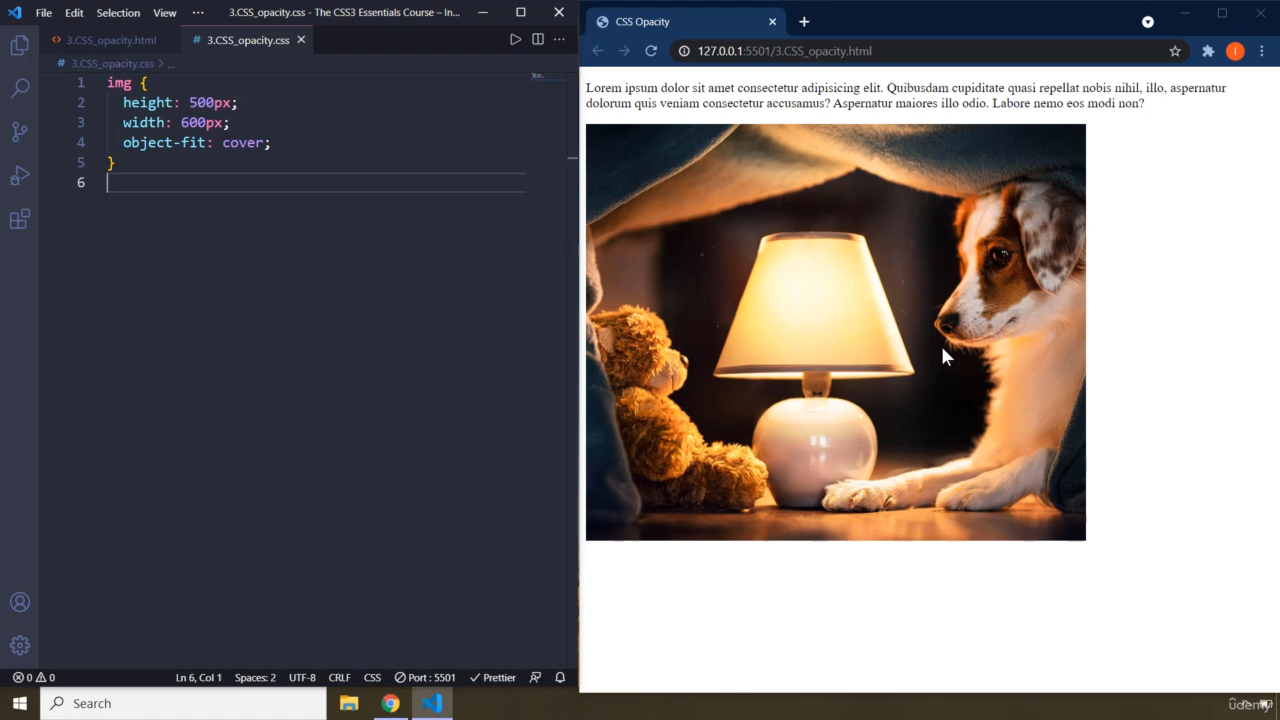 File Edit Selection View ··· 3.CSS_opacity.css - The CSS3 Essentials Course – In...
3.CSS_opacity.html
# 3.CSS_opacity.css
# 3.CSS_opacity.css > ...
1 img {
2 height: 500px;
3 width: 600px;
4 object-fit: cover;
5 }
6
0 0 Ln 6, Col 1 Spaces: 2 UTF-8 CRLF CSS Port : 5501 Prettier
Search
CSS Opacity
127.0.0.1:5501/3.CSS_opacity.html
I
Lorem ipsum dolor sit amet consectetur adipisicing elit. Quibusdam cupiditate quasi repellat nobis nihil, illo, aspernatur
dolorum quis veniam consectetur accusamus? Aspernatur maiores illo odio. Labore nemo eos modi non?
udemy